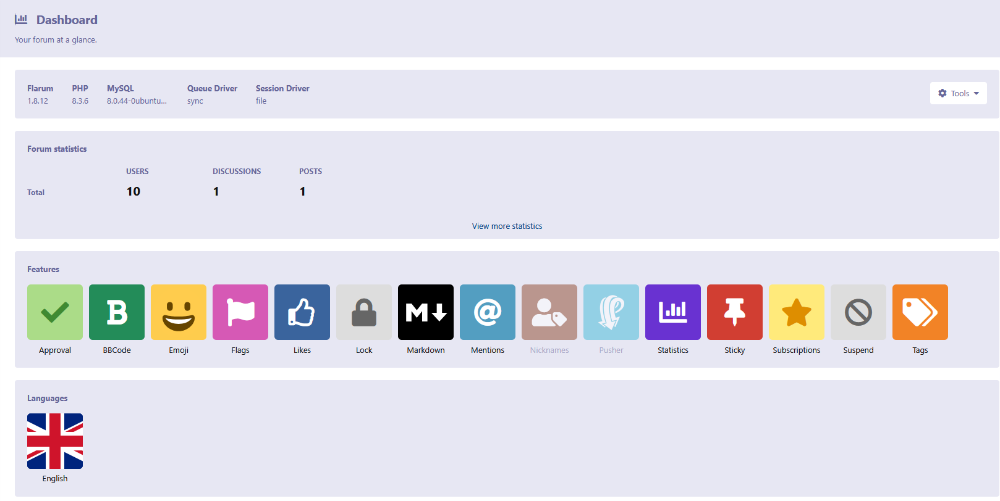 Dashboard
Your forum at a glance.
Flarum PHP MySQL Queue Driver Session Driver
1.8.12 8.3.6 8.0.44-0ubuntu... sync file
Tools
Forum statistics
USERS DISCUSSIONS POSTS
Total 10 1 1
View more statistics
Features
B M @
Approval BBCode Emoji Flags Likes Lock Markdown Mentions Nicknames Pusher Statistics Sticky Subscriptions Suspend Tags
Languages
English